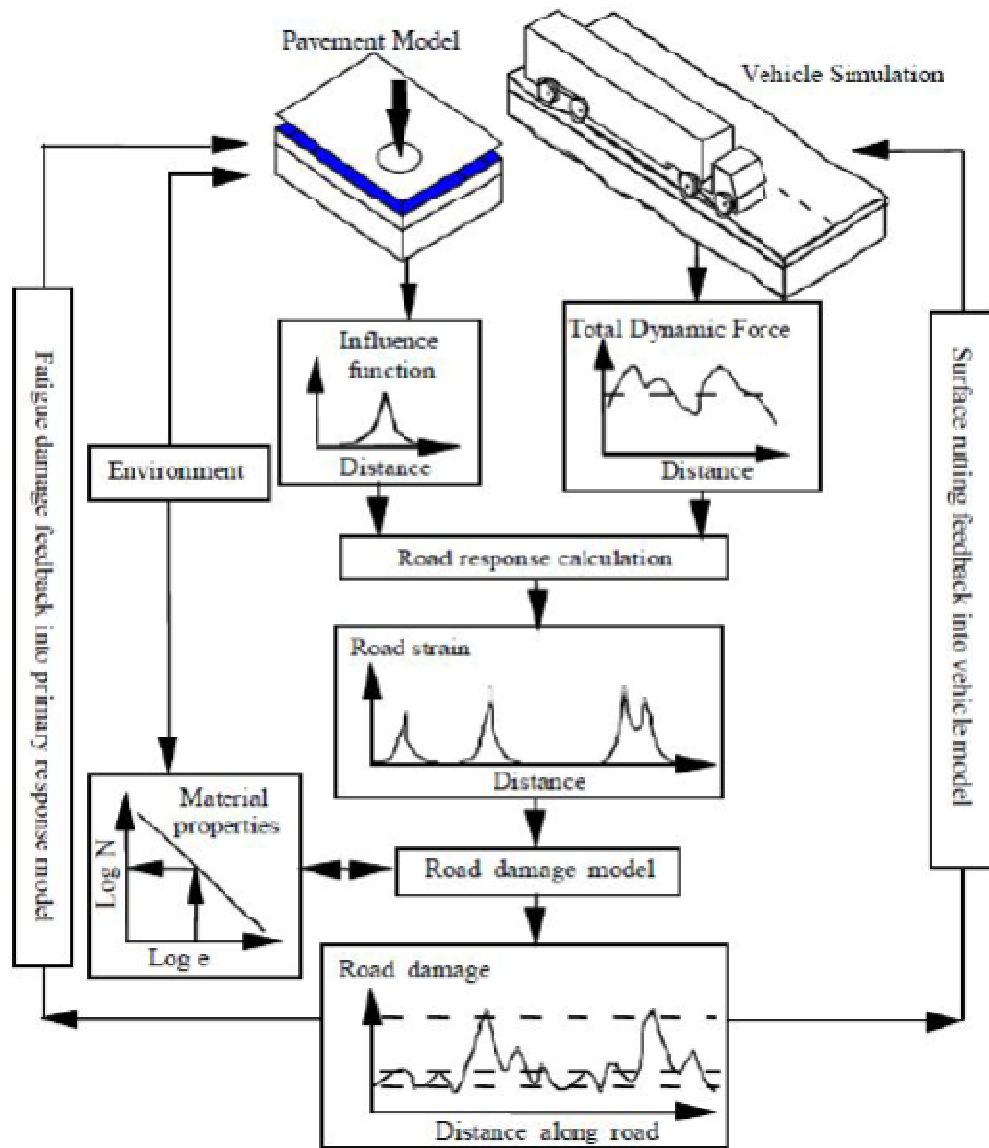 Pavement Model
Vehicle Simulation
Influence
function
Distance
Total Dynamic Force
Distance
Fatigue damage feedback into primary response model
Environment
Surface rutting feedback into vehicle model
Road response calculation
Road strain
Distance
Material
properties
Log N
Log e
Road damage model
Road damage
Distance along road